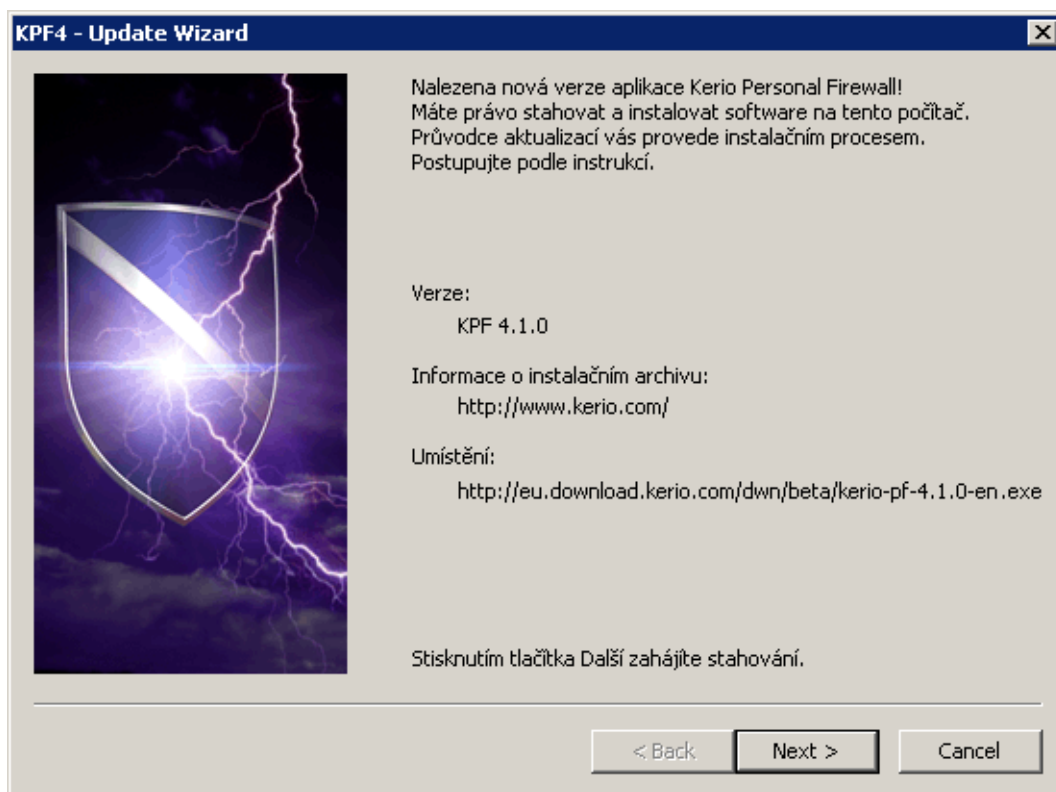 KPF4 - Update Wizard
Nalezena nová verze aplikace Kerio Personal Firewall!
Máte právo stahovat a instalovat software na tento počítač.
Průvodce aktualizací vás provede instalačním procesem.
Postupujte podle instrukcí.
Verze:
KPF 4.1.0
Informace o instalačním archivu:
http://www.kerio.com/
Umístění:
http://eu.download.kerio.com/dwn/beta/kerio-pf-4.1.0-en.exe
Stisknutím tlačítka Další zahájíte stahování.
< Back
Next >
Cancel